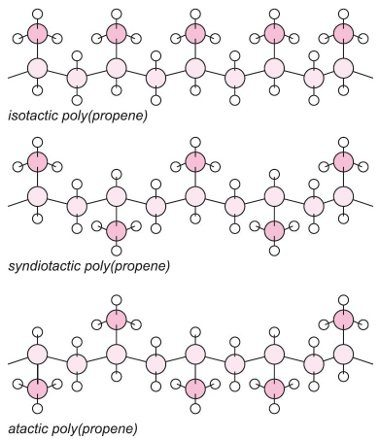 isotactic poly(propene)
syndiotactic poly(propene)
atactic poly(propene)